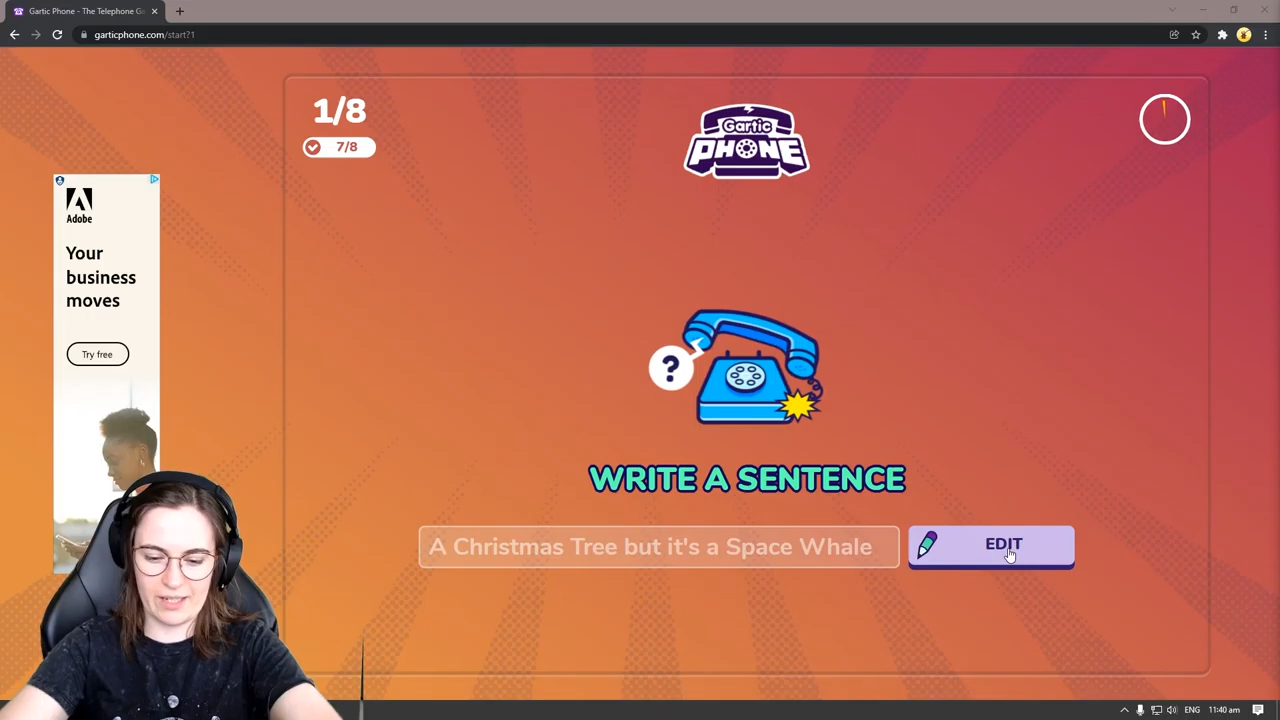 Gartic Phone - The Telephone Ga
garticphone.com/start?1
1/8
7/8
Gartic
PHONE
Adobe
Your
business
moves
Try free
?
WRITE A SENTENCE
A Christmas Tree but it's a Space Whale
EDIT
ENG
11:40 am